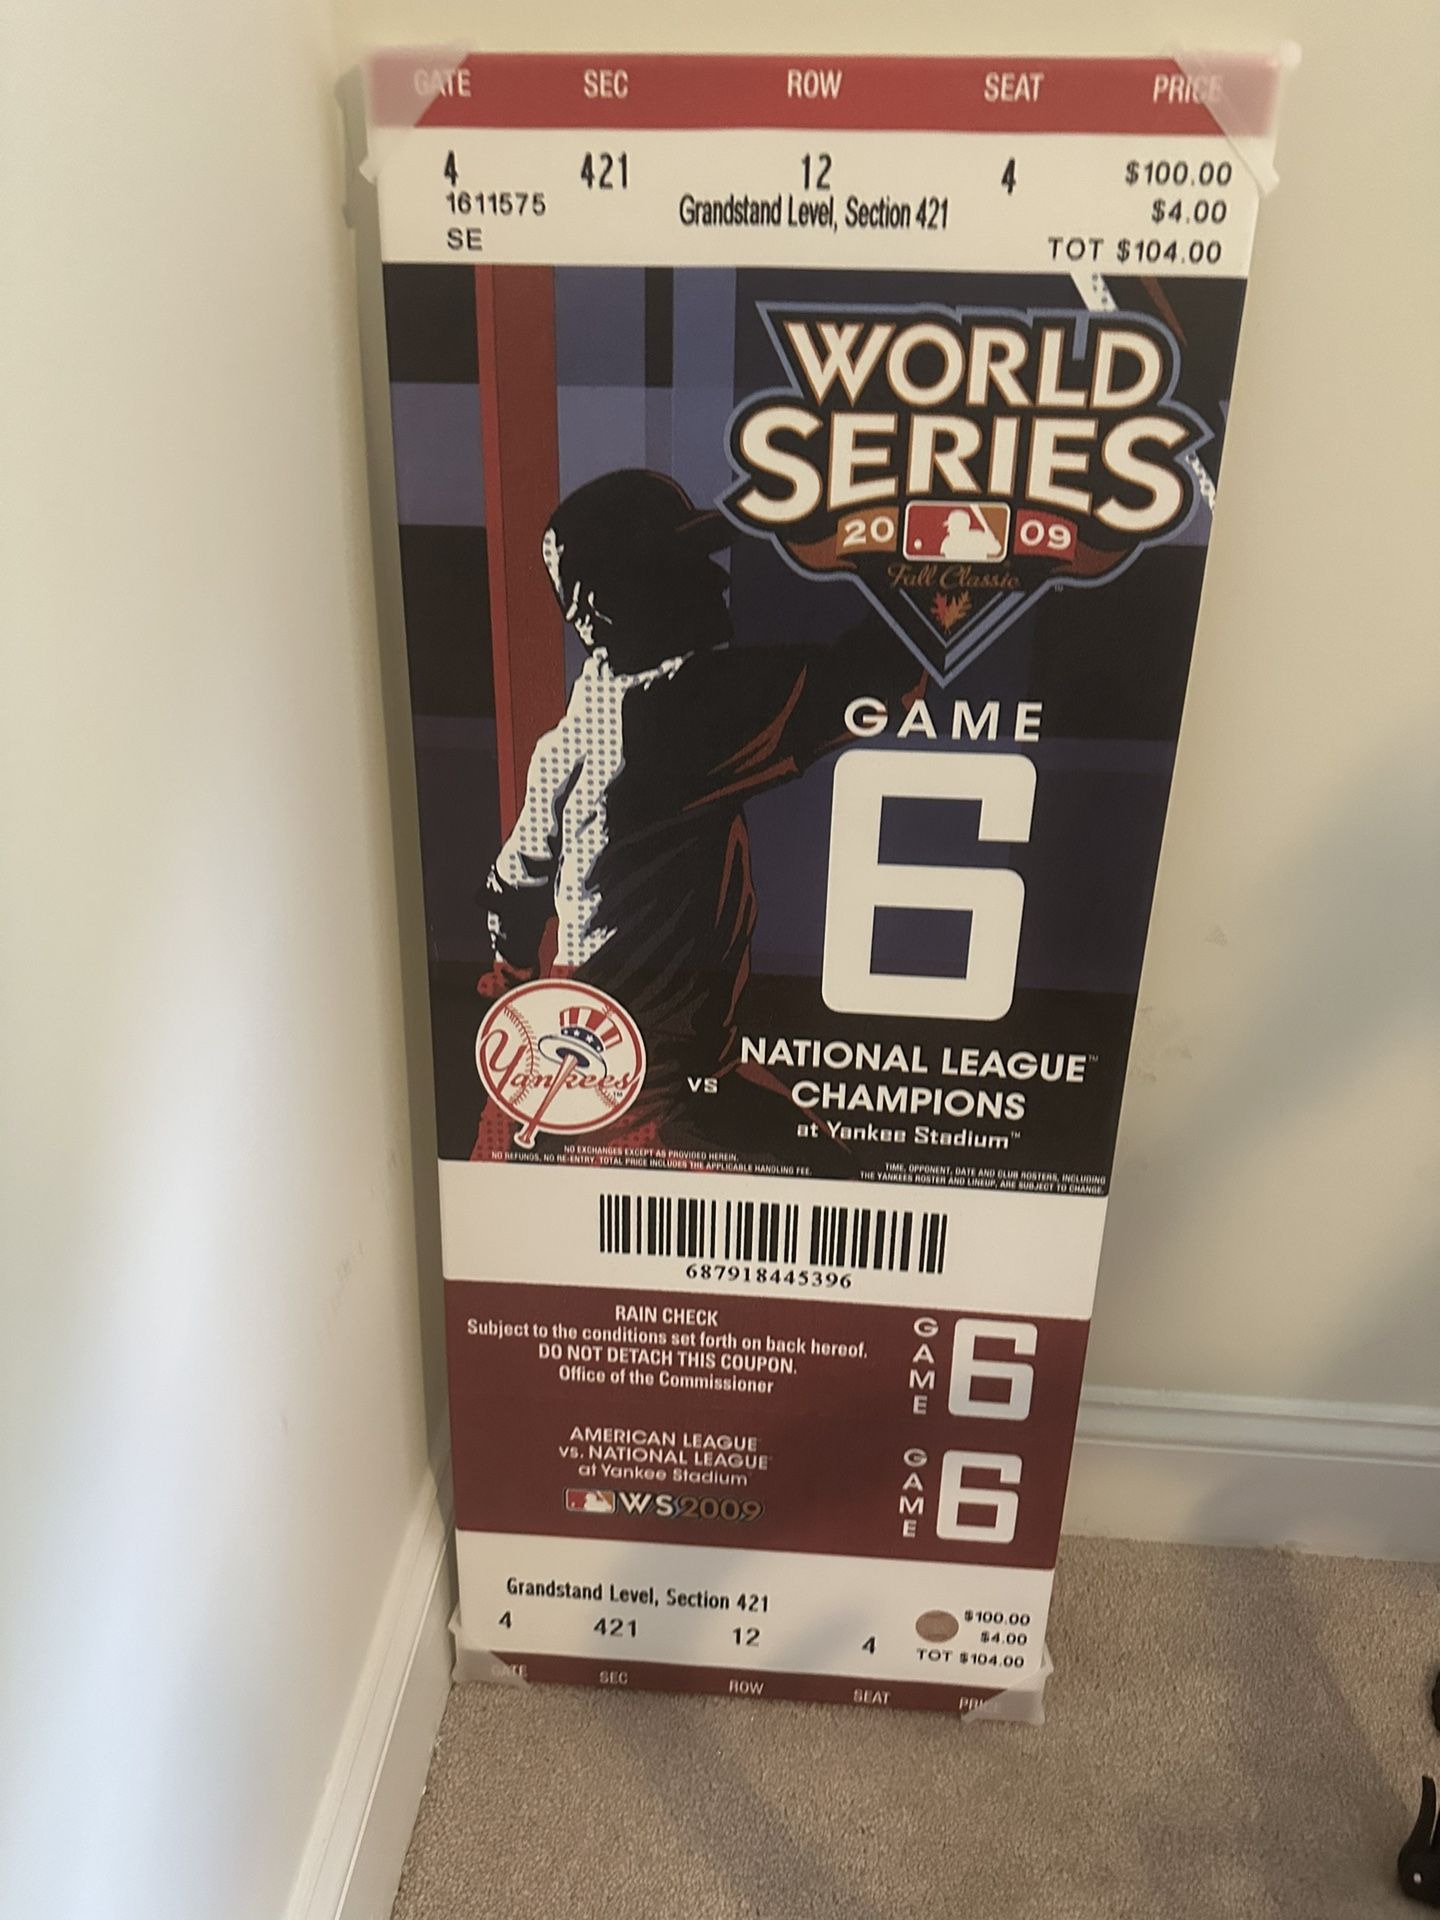 GATE SEC ROW SEAT PRICE
4 421 12 4 $100.00
1611575 Grandstand Level, Section 421 $4.00
SE TOT $104.00
WORLD
SERIES
20 09
Fall Classic
GAME
6
Yankees
vs
NATIONAL LEAGUE™
CHAMPIONS
at Yankee Stadium™
NO EXCHANGES EXCEPT AS PROVIDED HEREIN.
NO REFUNDS, NO RE-ENTRY. TOTAL PRICE INCLUDES THE APPLICABLE HANDLING FEE.
TIME, OPPONENT, DATE AND CLUB ROSTERS, INCLUDING
THE YANKEES ROSTER AND LINEUP, ARE SUBJECT TO CHANGE.
687918445396
RAIN CHECK
Subject to the conditions set forth on back hereof.
DO NOT DETACH THIS COUPON.
Office of the Commissioner
GAME 6
AMERICAN LEAGUE
vs. NATIONAL LEAGUE
at Yankee Stadium
WS2009
GAME 6
Grandstand Level, Section 421
4 421 12 4 $100.00
$4.00
TOT $104.00
GATE SEC ROW SEAT PRICE